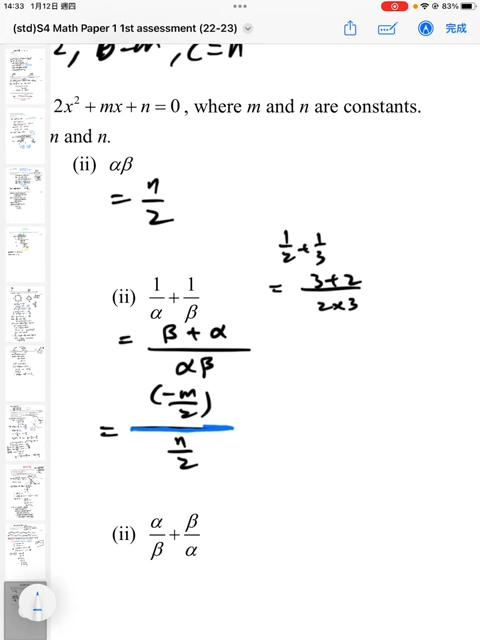 14:33 1月12日 週四 83%
(std)S4 Math Paper 1 1st assessment (22-23) 完成
2, b=m, c=n
2x² + mx + n = 0, where m and n are constants.
n and n.
(ii) αβ
= n/2
1/2 + 1/3
= (3+2)/(2×3)
(ii) 1/α + 1/β
= (β + α)/(αβ)
= (-m/2)/(n/2)
(ii) α/β + β/α